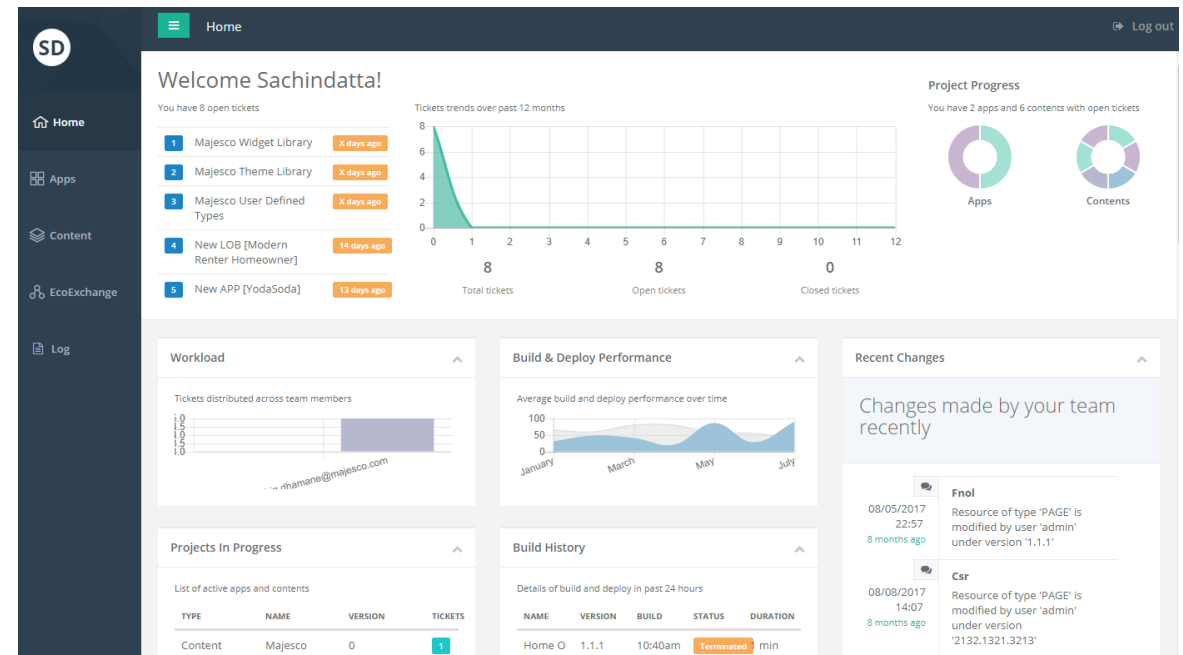 SD
Home
Log out
Home
Apps
Content
EcoExchange
Log
Welcome Sachindatta!
You have 8 open tickets
1 Majesco Widget Library X days ago
2 Majesco Theme Library X days ago
3 Majesco User Defined
Types
X days ago
4 New LOB [Modern
Renter Homeowner]
14 days ago
5 New APP [YodaSoda] 13 days ago
Tickets trends over past 12 months
8
6
4
2
0
0 1 2 3 4 5 6 7 8 9 10 11 12
8 8 0
Total tickets Open tickets Closed tickets
Project Progress
You have 2 apps and 6 contents with open tickets
Apps Contents
Workload
Tickets distributed across team members
dhamane@majesco.com
Build & Deploy Performance
Average build and deploy performance over time
100
50
0
January March May July
Recent Changes
Changes made by your team
recently
08/05/2017
22:57
8 months ago
Fnol
Resource of type 'PAGE' is
modified by user 'admin'
under version '1.1.1'
08/08/2017
14:07
8 months ago
Csr
Resource of type 'PAGE' is
modified by user 'admin'
under version
'2132.1321.3213'
Projects In Progress
List of active apps and contents
TYPE NAME VERSION TICKETS
Content Majesco 0 1
Build History
Details of build and deploy in past 24 hours
NAME VERSION BUILD STATUS DURATION
Home O 1.1.1 10:40am Terminated 1 min